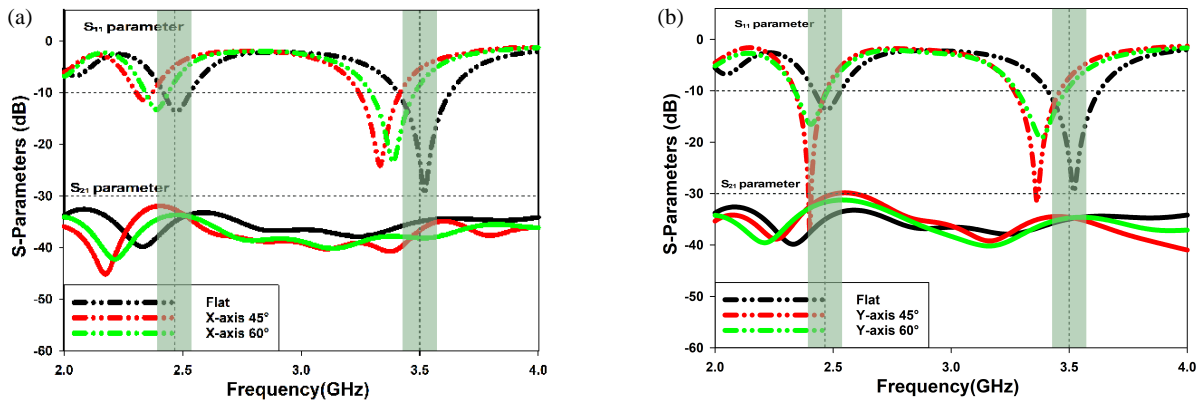 (a)
S₁₁ parameter
0
-10
-20
-30
-40
-50
-60
S-Parameters (dB)
S₂₁ parameter
Flat
X-axis 45°
X-axis 60°
2.0 2.5 3.0 3.5 4.0
Frequency(GHz)
(b)
S₁₁ parameter
0
-10
-20
-30
-40
-50
-60
S-Parameters (dB)
S₂₁ parameter
Flat
Y-axis 45°
Y-axis 60°
2.0 2.5 3.0 3.5 4.0
Frequency(GHz)